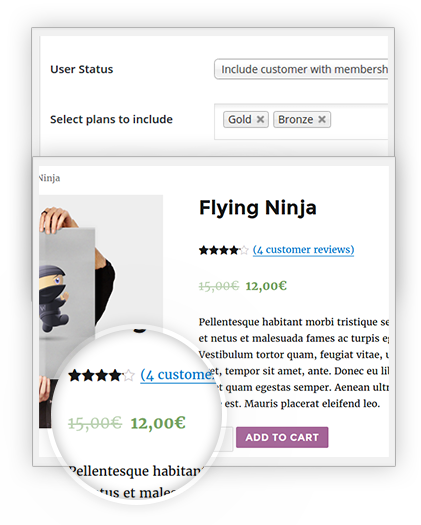 User Status
Include customer with membersh
Select plans to include
Gold ×
Bronze ×
Ninja
Flying Ninja
(4 customer reviews)
15,00€ 12,00€
Pellentesque habitant morbi tristique se
et netus et malesuada fames ac turpis eg
Vestibulum tortor quam, feugiat vitae, u
et, tempor sit amet, ante. Donec eu lib
t quam egestas semper. Aenean ultr
est. Mauris placerat eleifend leo.
ADD TO CART
(4 custome
15,00€ 12,00€
Pellentesque habitan
tus et males